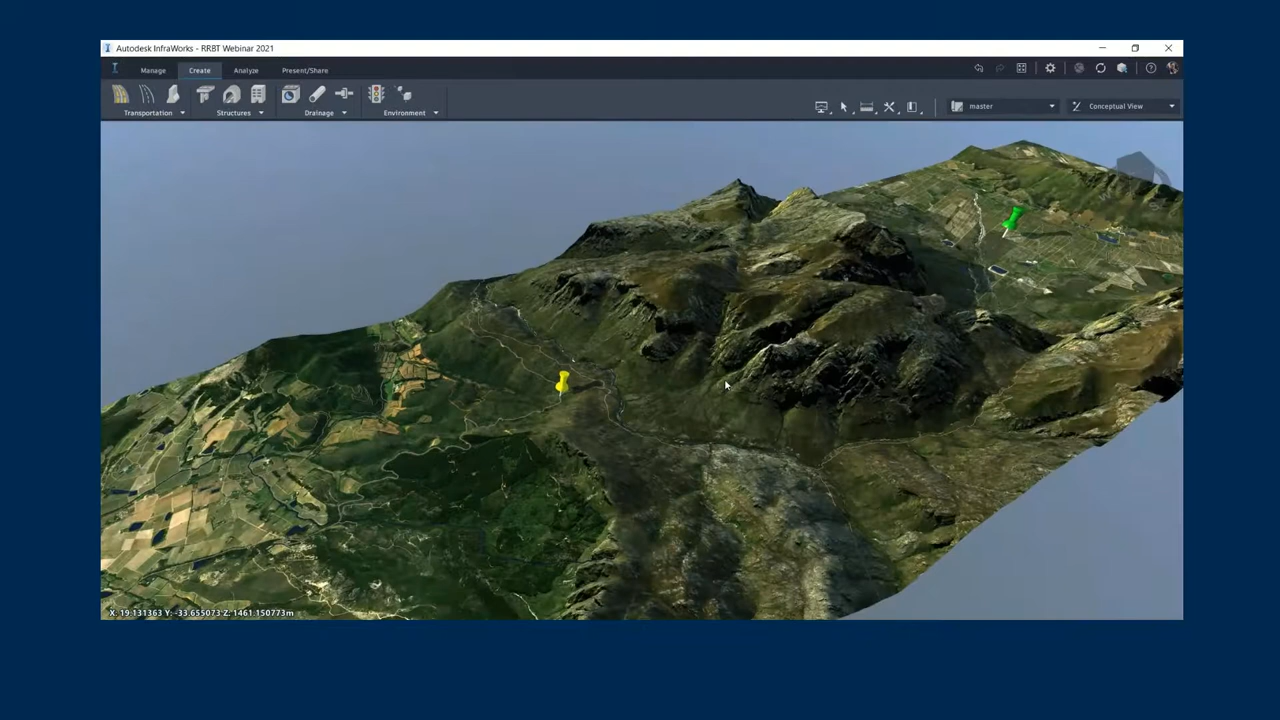 Autodesk InfraWorks - RRBT Webinar 2021
Manage Create Analyze Present/Share
Transportation Structures Drainage Environment
master Conceptual View
X: 19.131363 Y: -33.655073 Z: 1461.150773m